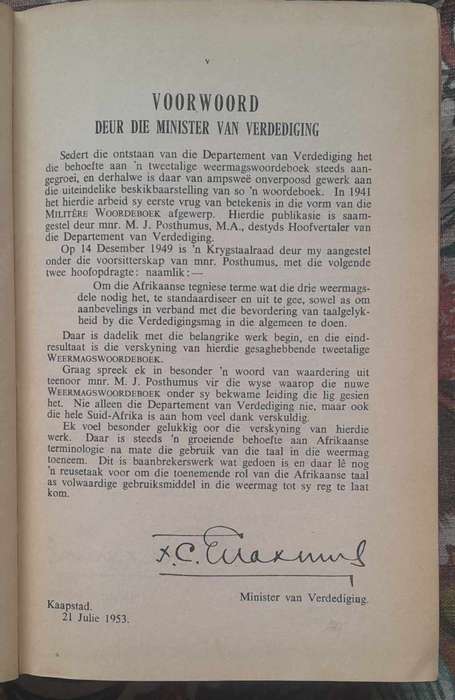 v
VOORWOORD
DEUR DIE MINISTER VAN VERDEDIGING
Sedert die ontstaan van die Departement van Verdediging het
die behoefte aan 'n tweetalige weermagswoordeboek steeds aan-
gegroei, en derhalwe is daar van ampsweë onverpoosd gewerk aan
die uiteindelike beskikbaarstelling van so 'n woordeboek. In 1941
het hierdie arbeid sy eerste vrug van betekenis in die vorm van die
MILITÊRE WOORDEBOEK afgewerp. Hierdie publikasie is saam-
gestel deur mnr. M. J. Posthumus, M.A., destyds Hoofvertaler van
die Departement van Verdediging.
Op 14 Desember 1949 is 'n Krygstaalraad deur my aangestel
onder die voorsitterskap van mnr. Posthumus, met die volgende
twee hoofopdragte: naamlik:—
Om die Afrikaanse tegniese terme wat die drie weermags-
dele nodig het, te standaardiseer en uit te gee, sowel as om
aanbevelings in verband met die bevordering van taalgelyk-
heid by die Verdedigingsmag in die algemeen te doen.
Daar is dadelik met die belangrike werk begin, en die eind-
resultaat is die verskyning van hierdie gesaghebbende tweetalige
WEERMAGSWOORDEBOEK.
Graag spreek ek in besonder 'n woord van waardering uit
teenoor mnr. M. J. Posthumus vir die wyse waarop die nuwe
WEERMAGSWOORDEBOEK onder sy bekwame leiding die lig gesien
het. Nie alleen die Departement van Verdediging nie, maar ook
die hele Suid-Afrika is aan hom veel dank verskuldig.
Ek voel besonder gelukkig oor die verskyning van hierdie
werk. Daar is steeds 'n groeiende behoefte aan Afrikaanse
terminologie na mate die gebruik van die taal in die weermag
toeneem. Dit is baanbrekerswerk wat gedoen is en daar lê nog
'n reusetaak voor om die toenemende rol van die Afrikaanse taal
as volwaardige gebruiksmiddel in die weermag tot sy reg te laat
kom.
F.C. Erasmus
Minister van Verdediging.
Kaapstad.
21 Julie 1953.